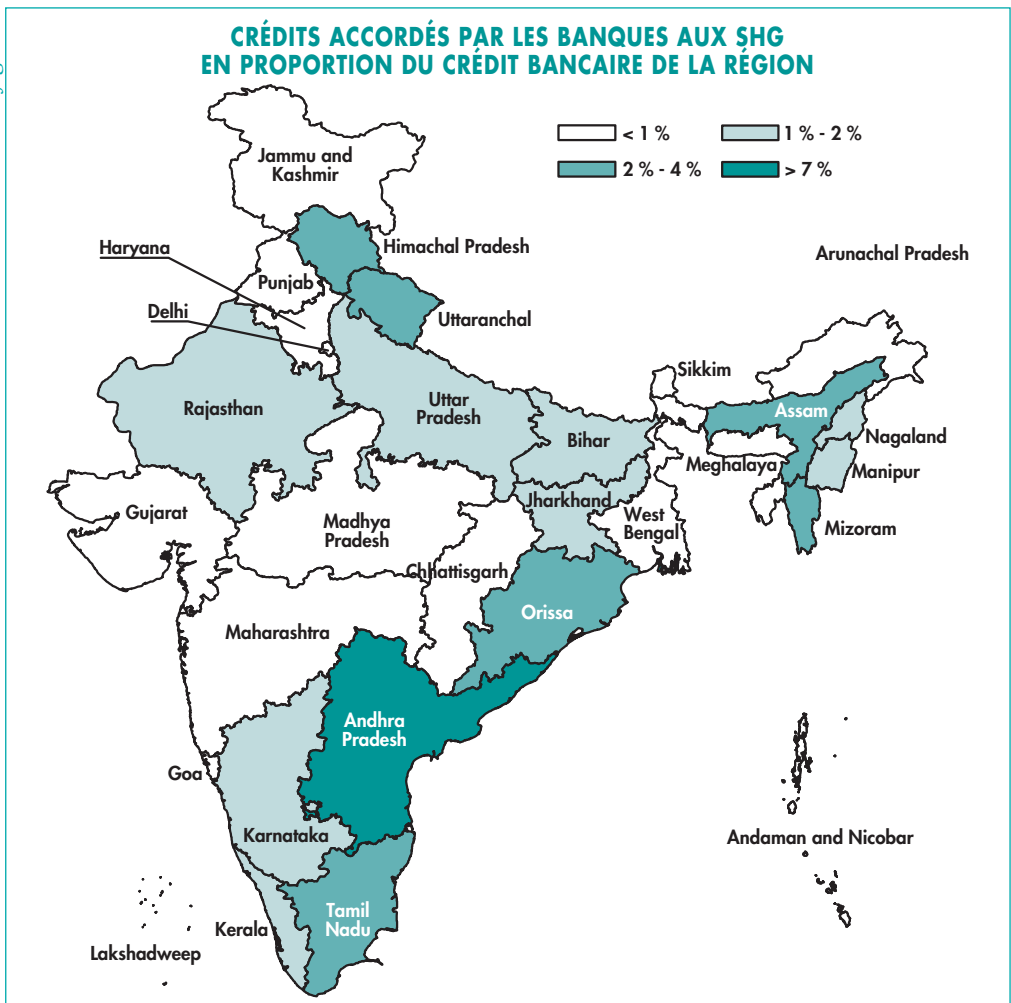 CRÉDITS ACCORDÉS PAR LES BANQUES AUX SHG
EN PROPORTION DU CRÉDIT BANCAIRE DE LA RÉGION
< 1 %
1 % - 2 %
2 % - 4 %
> 7 %
Jammu and
Kashmir
Haryana
Himachal Pradesh
Arunachal Pradesh
Punjab
Delhi
Uttaranchal
Sikkim
Rajasthan
Uttar
Pradesh
Assam
Bihar
Nagaland
Meghalaya
Manipur
Jharkhand
Gujarat
Madhya
Pradesh
West
Bengal
Mizoram
Chhattisgarh
Orissa
Maharashtra
Andhra
Pradesh
Goa
Karnataka
Andaman and Nicobar
Tamil
Nadu
Kerala
Lakshadweep